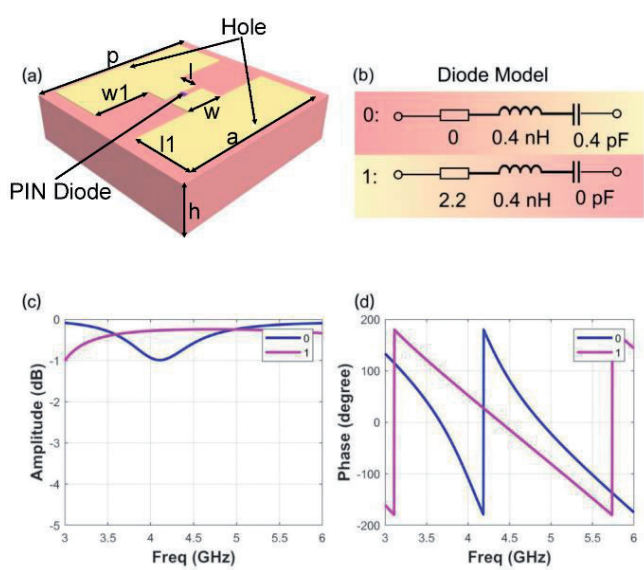 (a)
p
Hole
l
w1
w
l1
a
PIN Diode
h
(b)
Diode Model
0:
0
0.4 nH
0.4 pF
1:
2.2
0.4 nH
0 pF
(c)
0
-1
-2
-3
-4
-5
Amplitude (dB)
0
1
3
3.5
4
4.5
5
5.5
6
Freq (GHz)
(d)
200
100
0
-100
-200
Phase (degree)
0
1
3
3.5
4
4.5
5
5.5
6
Freq (GHz)